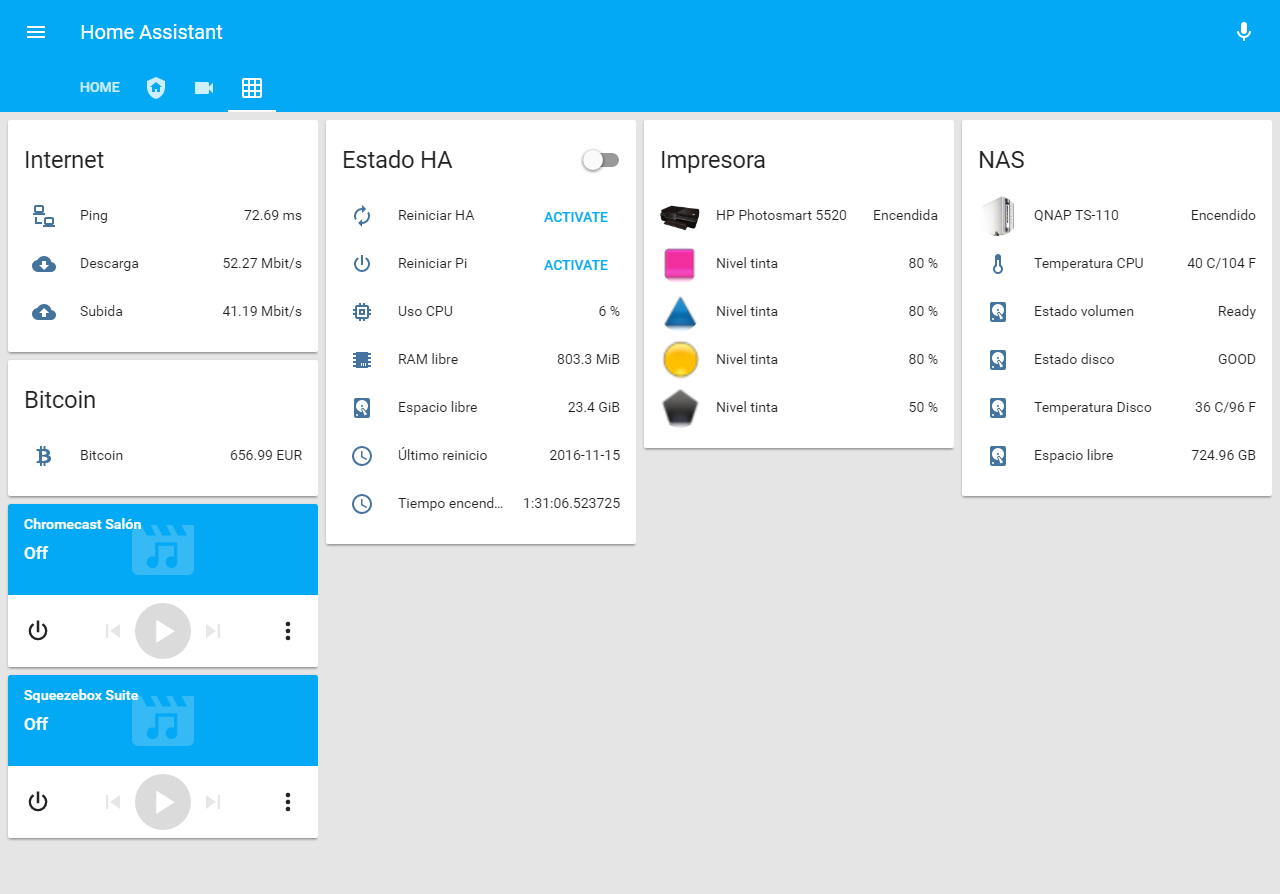 Home Assistant
HOME
Internet
Ping 72.69 ms
Descarga 52.27 Mbit/s
Subida 41.19 Mbit/s
Bitcoin
Bitcoin 656.99 EUR
Chromecast Salón
Off
Squeezebox Suite
Off
Estado HA
Reiniciar HA ACTIVATE
Reiniciar Pi ACTIVATE
Uso CPU 6 %
RAM libre 803.3 MiB
Espacio libre 23.4 GiB
Último reinicio 2016-11-15
Tiempo encend... 1:31:06.523725
Impresora
HP Photosmart 5520 Encendida
Nivel tinta 80 %
Nivel tinta 80 %
Nivel tinta 80 %
Nivel tinta 50 %
NAS
QNAP TS-110 Encendido
Temperatura CPU 40 C/104 F
Estado volumen Ready
Estado disco GOOD
Temperatura Disco 36 C/96 F
Espacio libre 724.96 GB